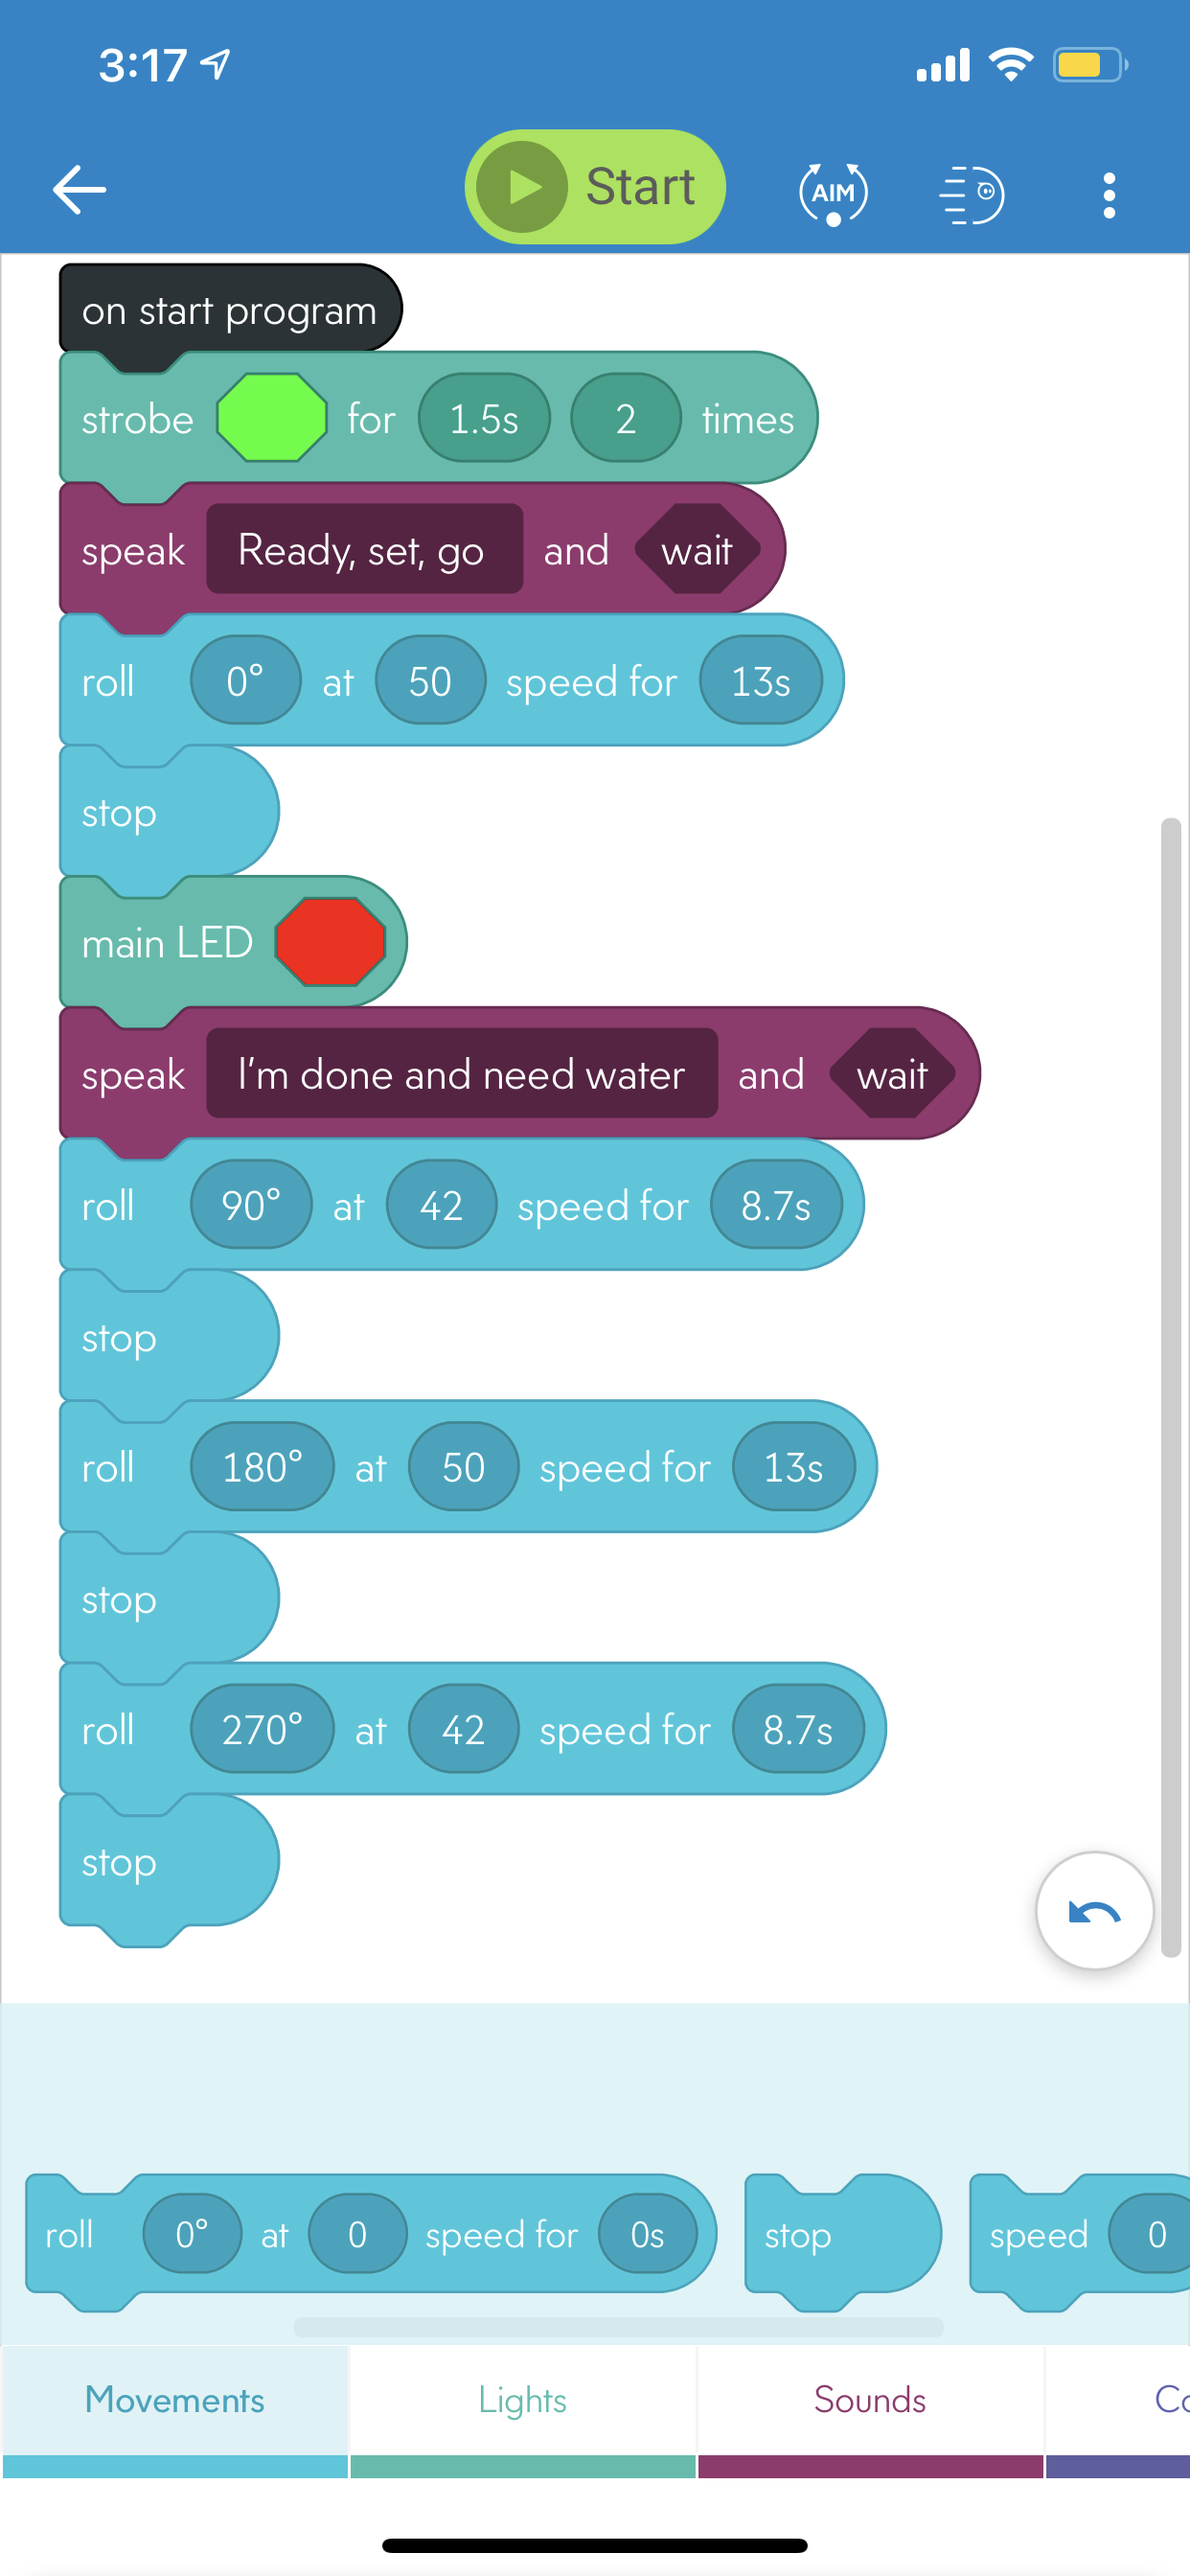 3:17
Start
AIM
on start program
strobe for 1.5s 2 times
speak Ready, set, go and wait
roll 0° at 50 speed for 13s
stop
main LED
speak I'm done and need water and wait
roll 90° at 42 speed for 8.7s
stop
roll 180° at 50 speed for 13s
stop
roll 270° at 42 speed for 8.7s
stop
roll 0° at 0 speed for 0s stop speed 0
Movements Lights Sounds Co